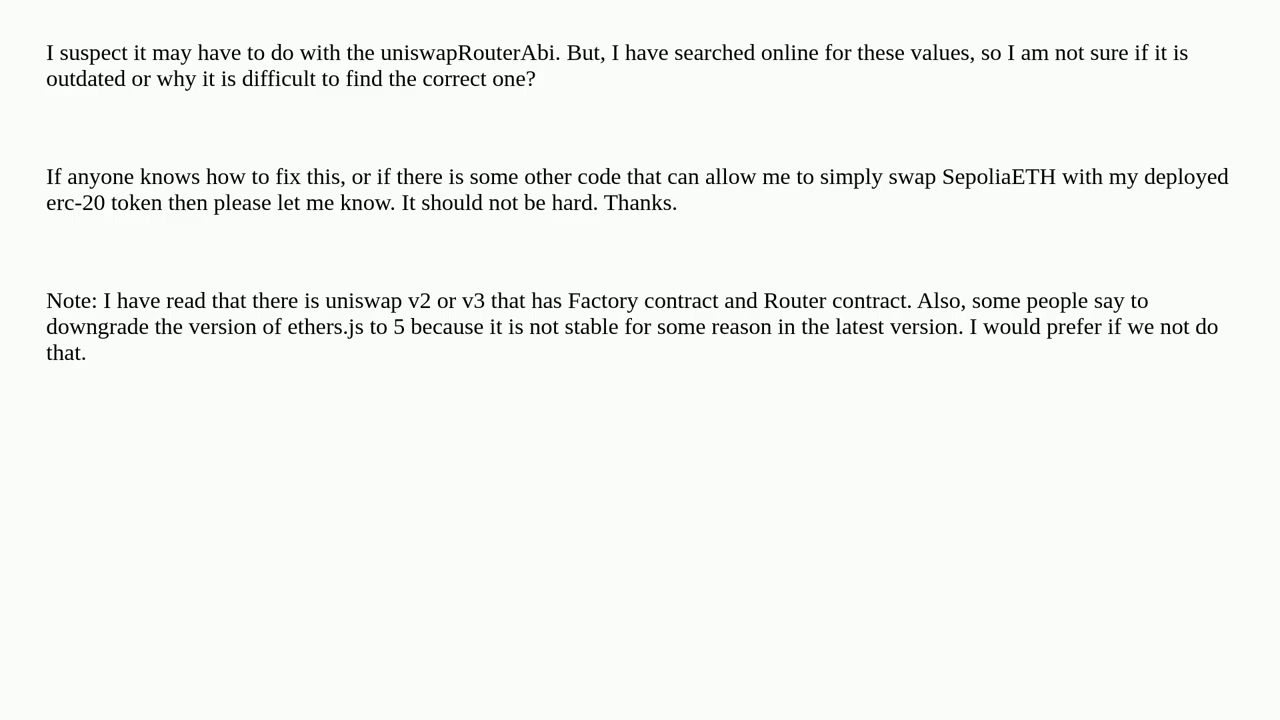 I suspect it may have to do with the uniswapRouterAbi. But, I have searched online for these values, so I am not sure if it is
outdated or why it is difficult to find the correct one?
If anyone knows how to fix this, or if there is some other code that can allow me to simply swap SepoliaETH with my deployed
erc-20 token then please let me know. It should not be hard. Thanks.
Note: I have read that there is uniswap v2 or v3 that has Factory contract and Router contract. Also, some people say to
downgrade the version of ethers.js to 5 because it is not stable for some reason in the latest version. I would prefer if we not do
that.